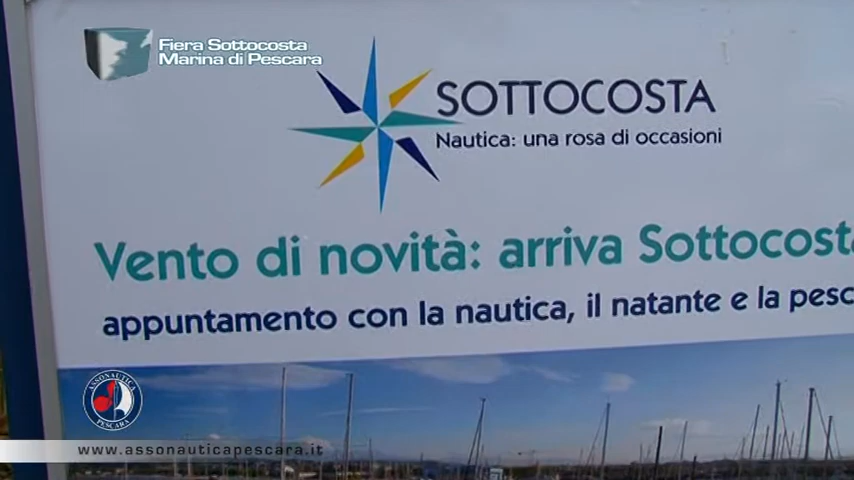 Fiera Sottocosta
Marina di Pescara
SOTTOCOSTA
Nautica: una rosa di occasioni
Vento di novità: arriva Sottocosta
appuntamento con la nautica, il natante e la pesc
ASSONAUTICA
PESCARA
www.assonauticapescara.it